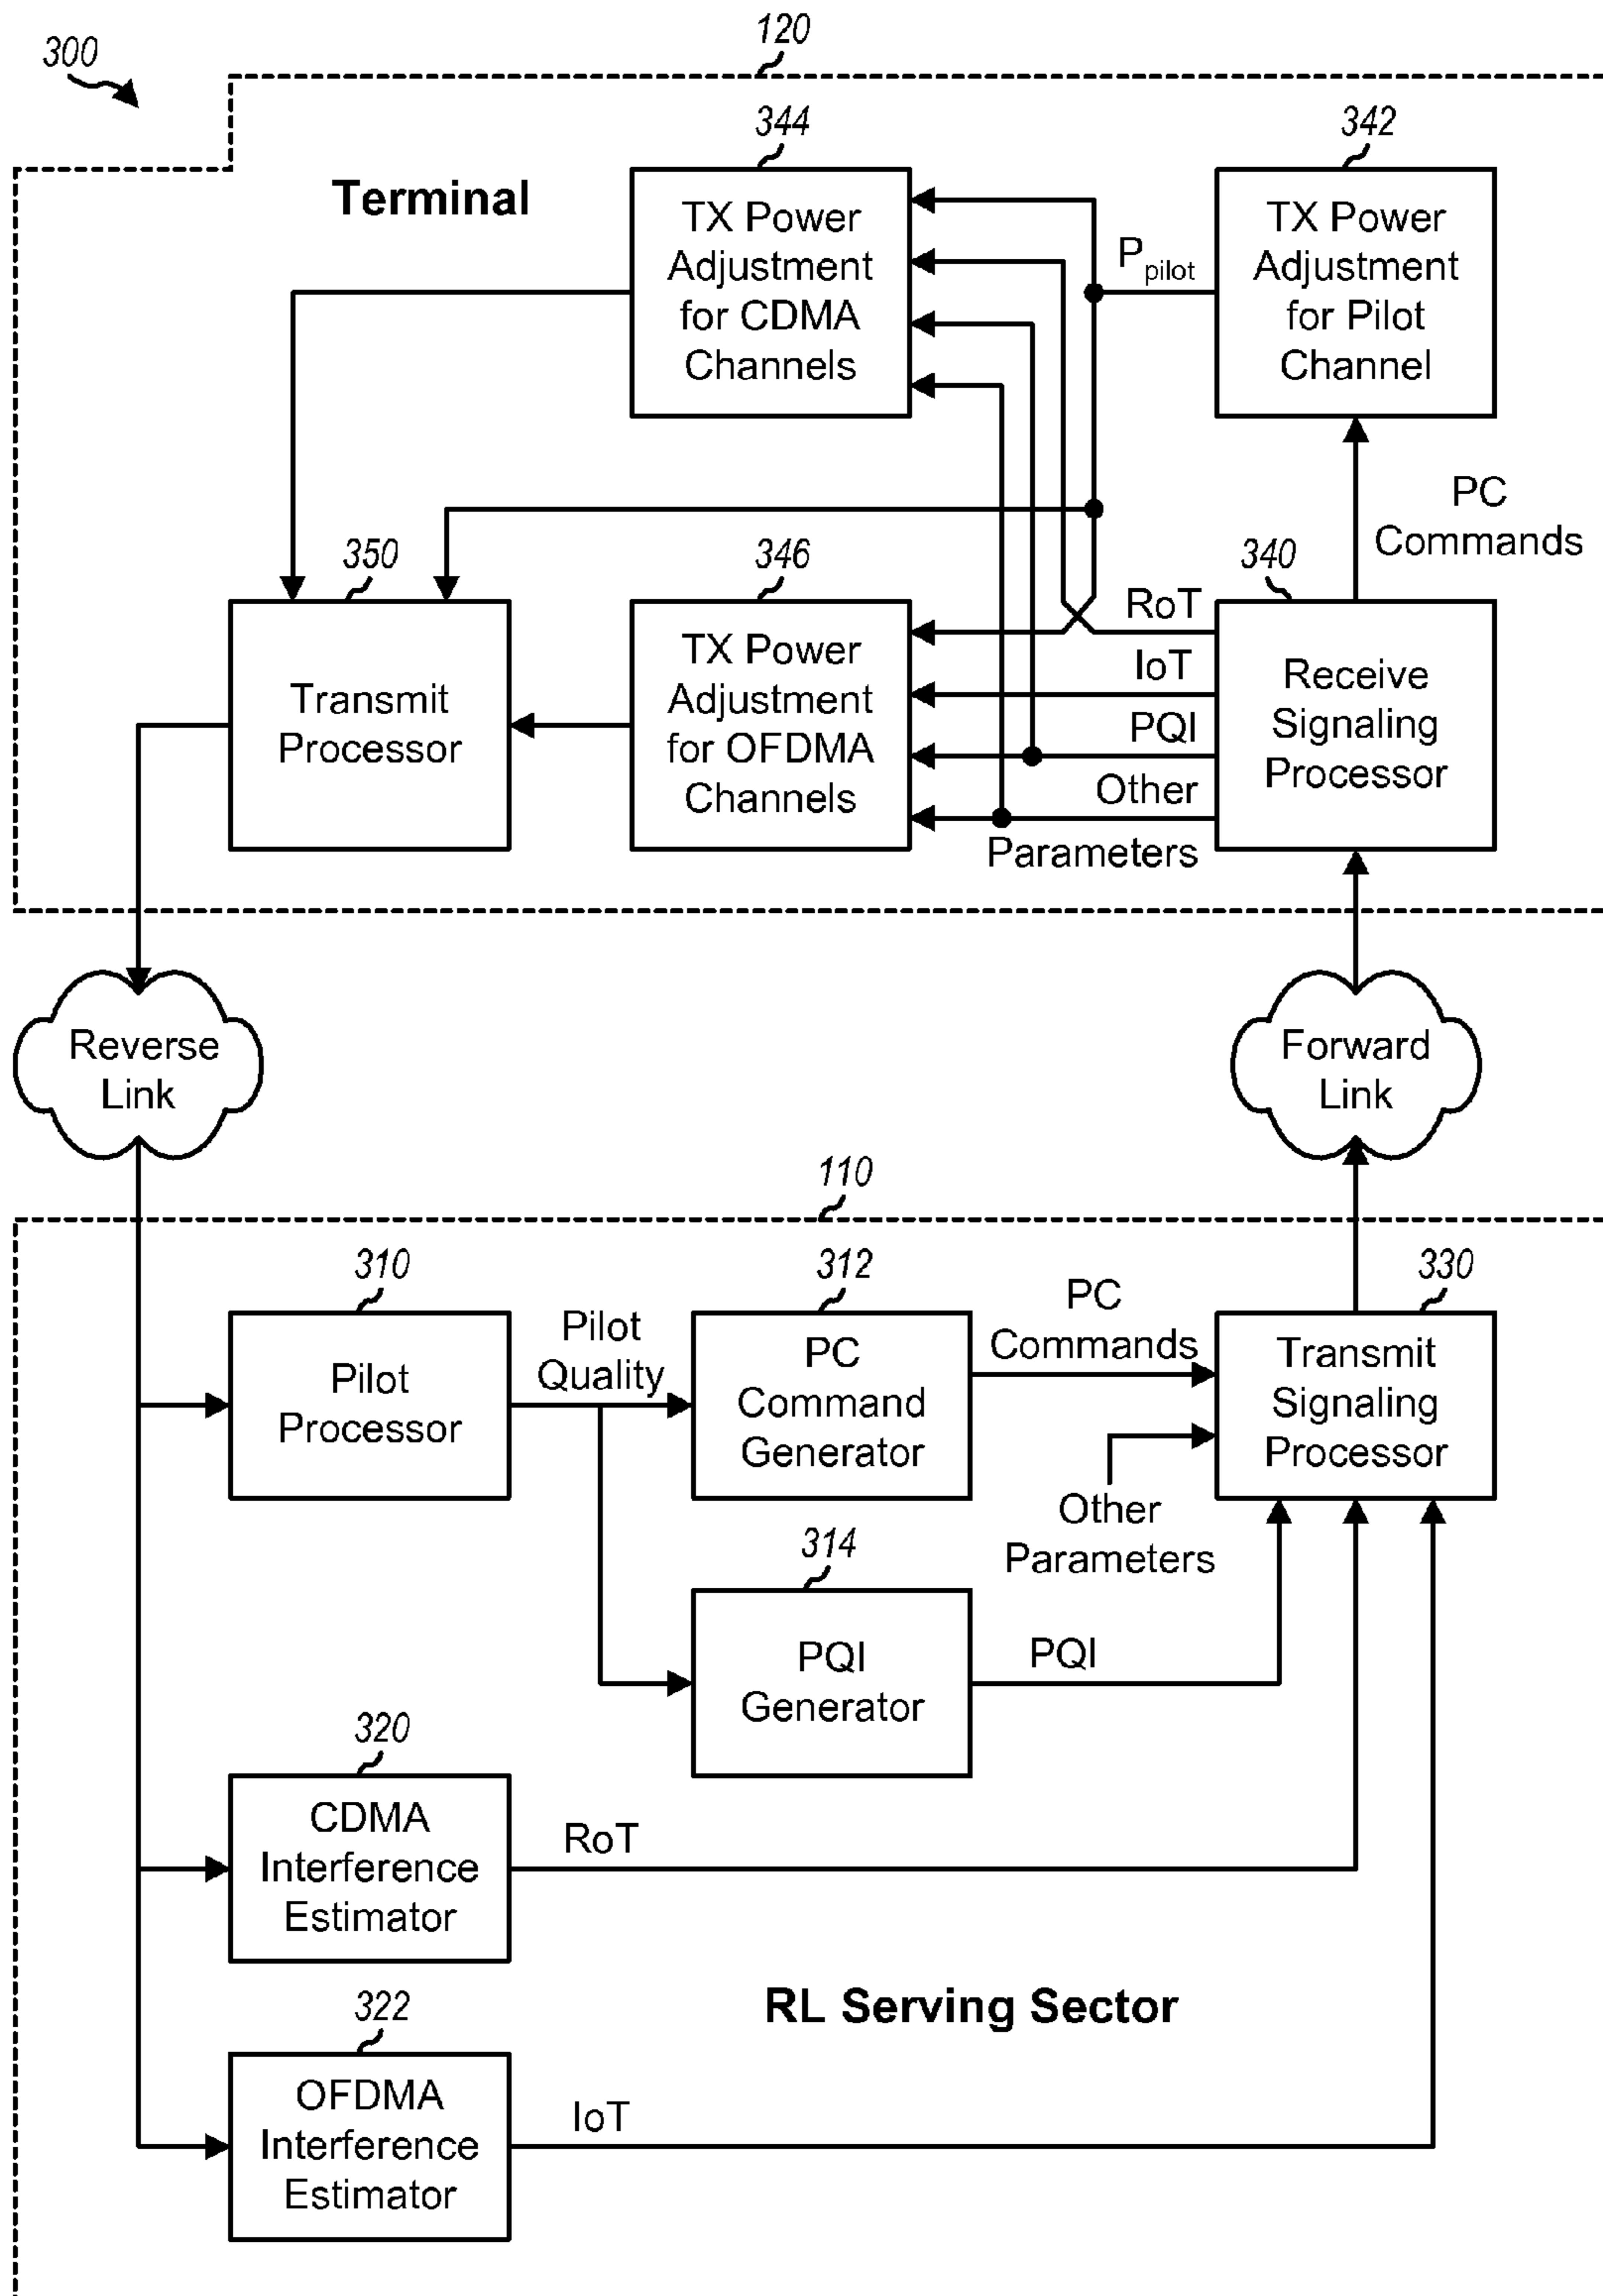 300
120
Terminal
344
TX Power
Adjustment
for CDMA
Channels
P pilot
342
TX Power
Adjustment
for Pilot
Channel
PC
Commands
350
Transmit
Processor
346
TX Power
Adjustment
for OFDMA
Channels
RoT
IoT
PQI
Other
Parameters
340
Receive
Signaling
Processor
Reverse
Link
Forward
Link
110
310
Pilot
Processor
Pilot
Quality
312
PC
Command
Generator
PC
Commands
330
Transmit
Signaling
Processor
Other
Parameters
314
PQI
Generator
PQI
320
CDMA
Interference
Estimator
RoT
RL Serving Sector
322
OFDMA
Interference
Estimator
IoT